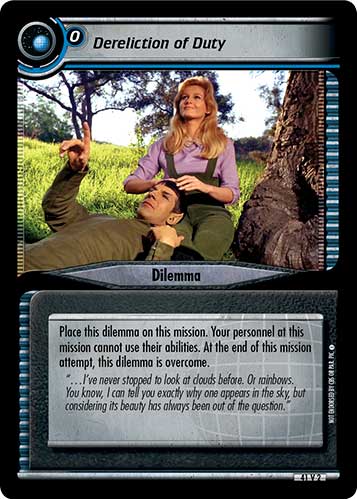 0
Dereliction of Duty
Dilemma
Place this dilemma on this mission. Your personnel at this
mission cannot use their abilities. At the end of this mission
attempt, this dilemma is overcome.
“…I’ve never stopped to look at clouds before. Or rainbows.
You know, I can tell you exactly why one appears in the sky, but
considering its beauty has always been out of the question.”
NOT ENDORSED BY CBS OR PAR. PIC.
41 V 2